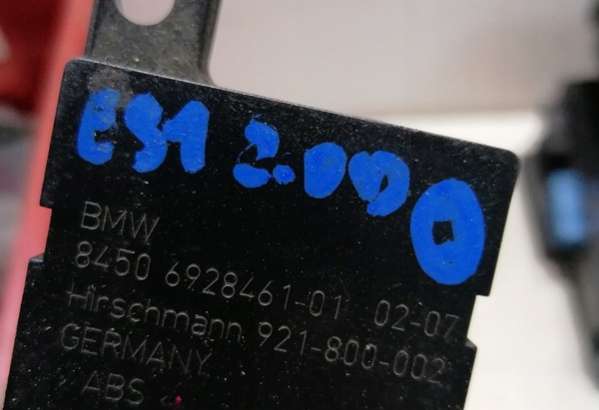 E91 2.0D D
BMW
8450 6928461-01 02-07
Hirschmann 921-800-002
GERMANY
ABS